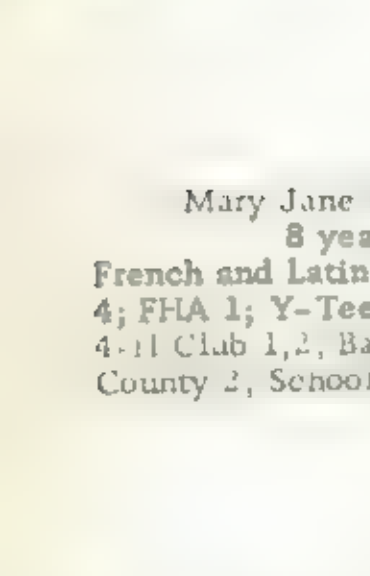 Mary Jane
8 yea
French and Latin
4; FHA 1; Y-Tee
4-H Club 1,2, Ba
County 2, School